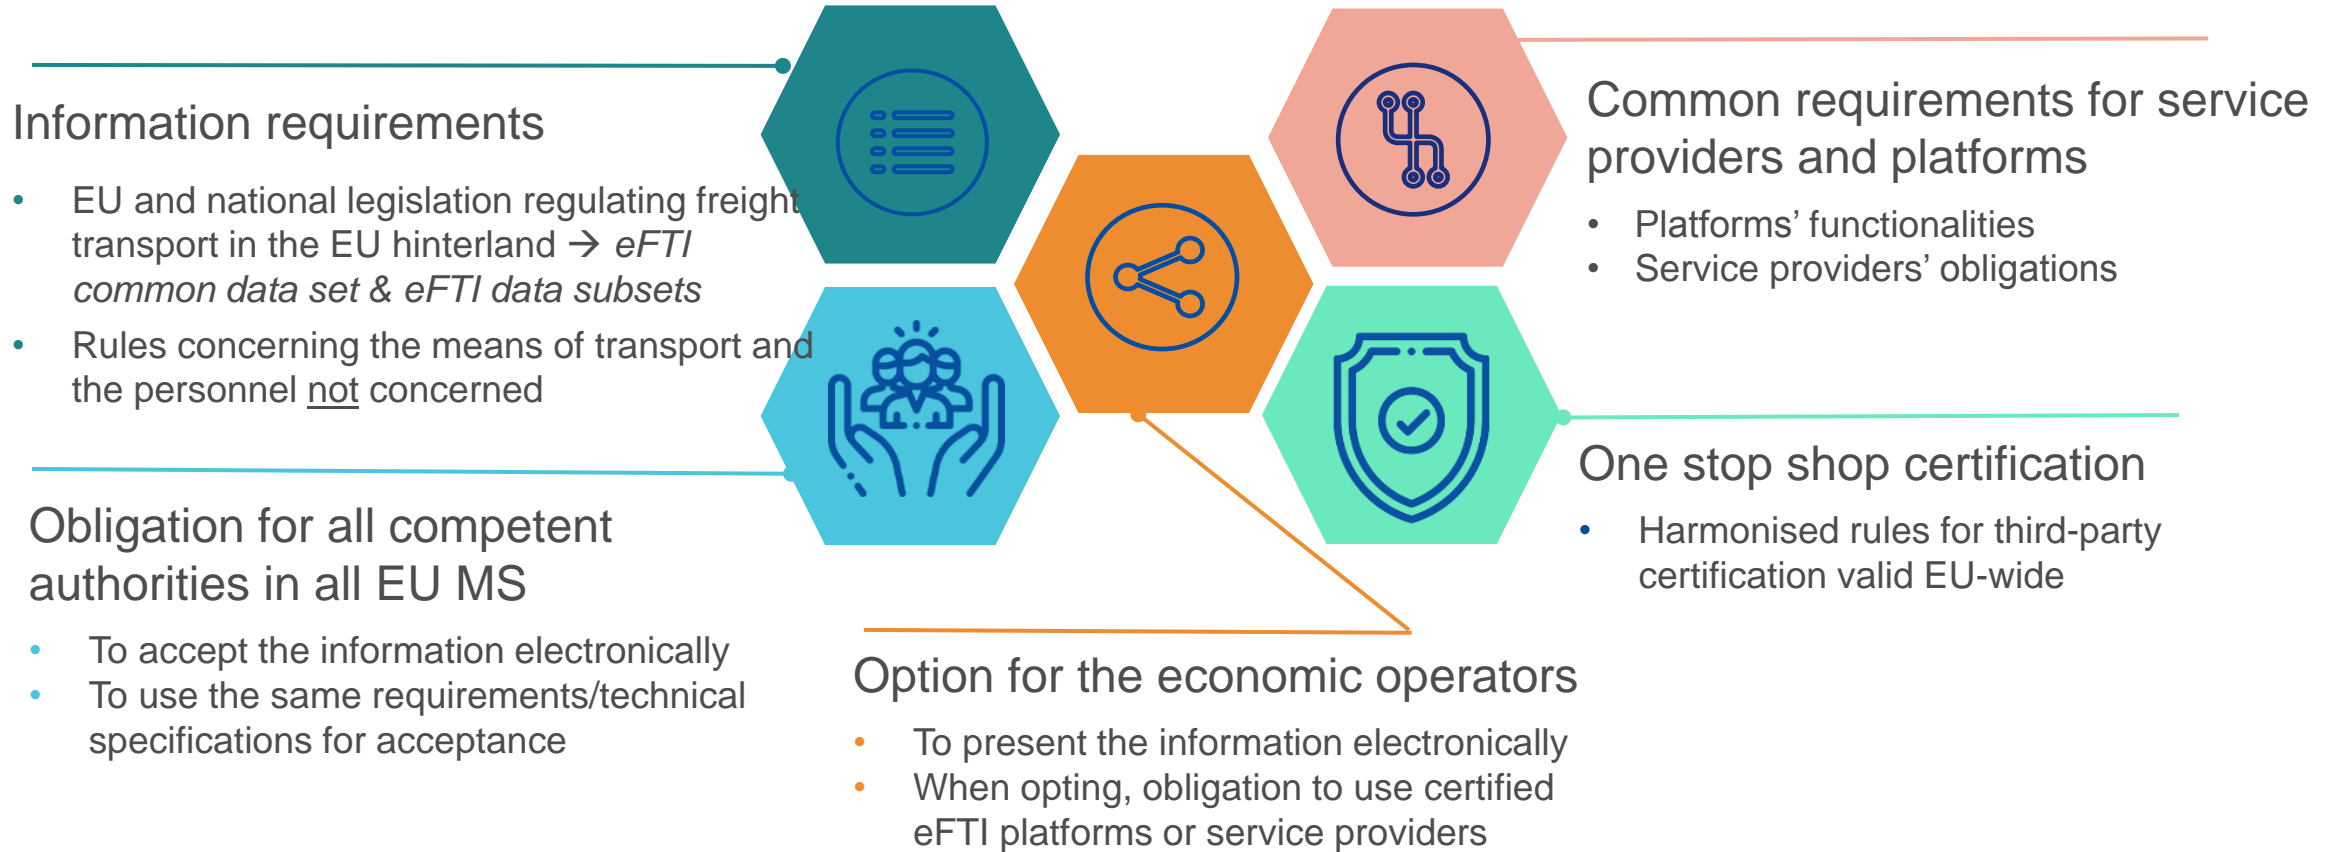 Information requirements
• EU and national legislation regulating freight
transport in the EU hinterland → eFTI
common data set & eFTI data subsets
• Rules concerning the means of transport and
the personnel not concerned
Obligation for all competent
authorities in all EU MS
• To accept the information electronically
• To use the same requirements/technical
specifications for acceptance
Option for the economic operators
• To present the information electronically
• When opting, obligation to use certified
eFTI platforms or service providers
Common requirements for service
providers and platforms
• Platforms’ functionalities
• Service providers’ obligations
One stop shop certification
• Harmonised rules for third-party
certification valid EU-wide